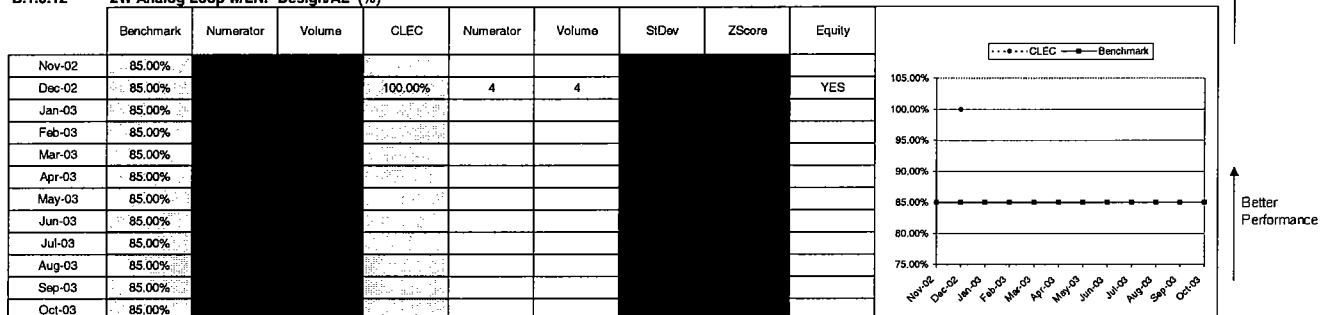 B.1.3.12 2W Analog Loop w/LNP Design/AZ (%)
Benchmark Numerator Volume CLEC Numerator Volume StDev ZScore Equity
Nov-02 85.00%
Dec-02 85.00% 100.00% 4 4 YES
Jan-03 85.00%
Feb-03 85.00%
Mar-03 85.00%
Apr-03 85.00%
May-03 85.00%
Jun-03 85.00%
Jul-03 85.00%
Aug-03 85.00%
Sep-03 85.00%
Oct-03 85.00%
CLEC Benchmark
105.00%
100.00%
95.00%
90.00%
85.00%
80.00%
75.00%
Nov-02 Dec-02 Jan-03 Feb-03 Mar-03 Apr-03 May-03 Jun-03 Jul-03 Aug-03 Sep-03 Oct-03
Better
Performance